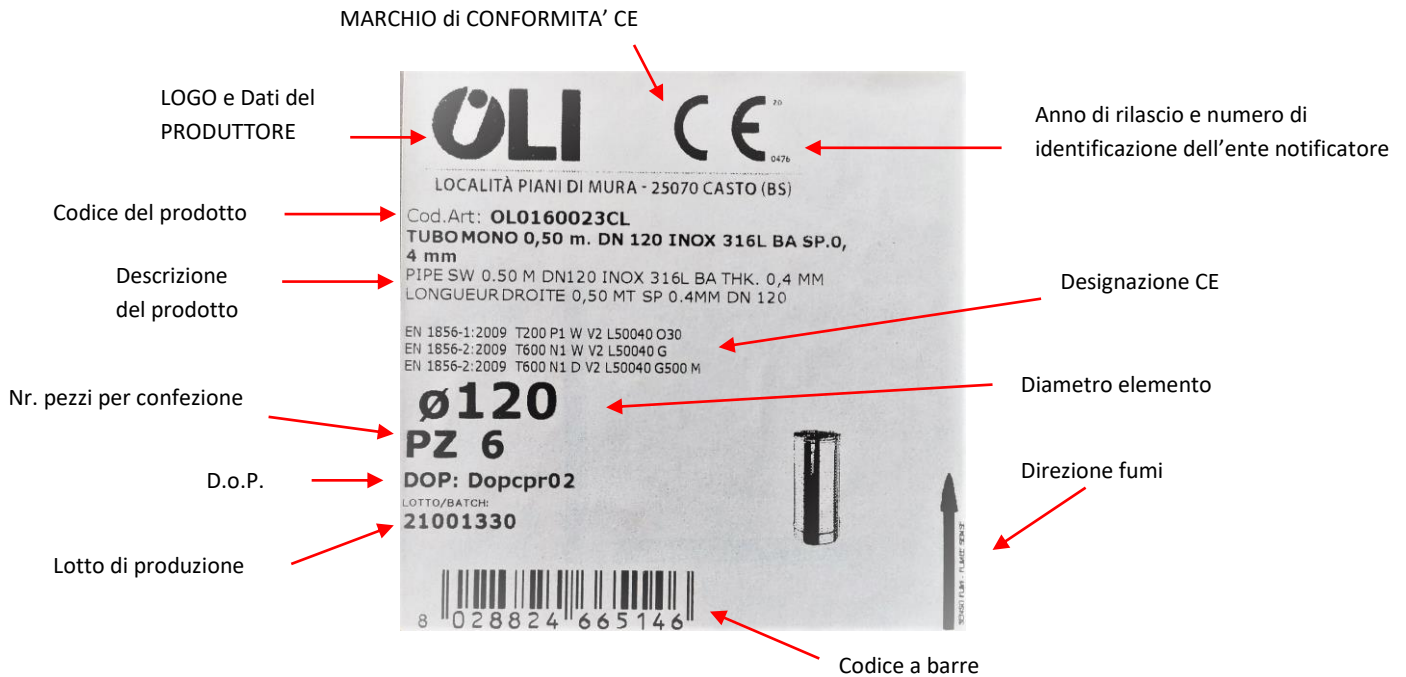 MARCHIO di CONFORMITA’ CE
LOGO e Dati del
PRODUTTORE
OLI
CE
20
0476
Anno di rilascio e numero di
identificazione dell’ente notificatore
LOCALITÀ PIANI DI MURA - 25070 CASTO (BS)
Codice del prodotto
Cod.Art: OL0160023CL
TUBO MONO 0,50 m. DN 120 INOX 316L BA SP.0,
4 mm
Descrizione
del prodotto
PIPE SW 0.50 M DN120 INOX 316L BA THK. 0,4 MM
LONGUEUR DROITE 0,50 MT SP 0.4MM DN 120
Designazione CE
EN 1856-1:2009 T200 P1 W V2 L50040 O30
EN 1856-2:2009 T600 N1 W V2 L50040 G
EN 1856-2:2009 T600 N1 D V2 L50040 G500 M
Nr. pezzi per confezione
Diametro elemento
ø120
PZ 6
D.o.P.
DOP: Dopcpr02
Direzione fumi
LOTTO/BATCH:
21001330
Lotto di produzione
SENSO FUMI - FUMEE SENSE
8 028824 665146
Codice a barre